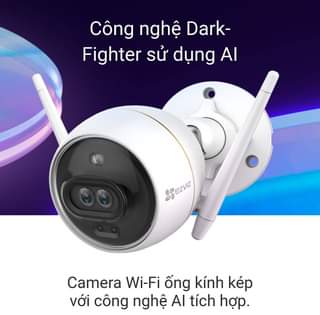 Công nghệ Dark-
Fighter sử dụng AI
EZVIZ
Camera Wi-Fi ống kính kép
với công nghệ AI tích hợp.